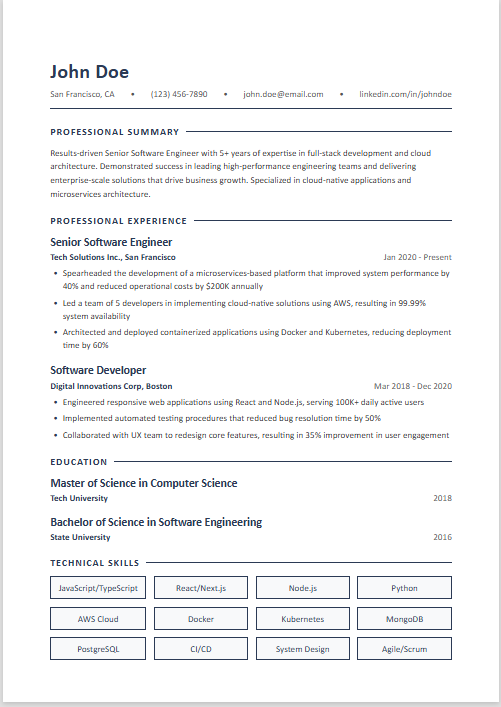 John Doe
San Francisco, CA • (123) 456-7890 • john.doe@email.com • linkedin.com/in/johndoe
PROFESSIONAL SUMMARY
Results-driven Senior Software Engineer with 5+ years of expertise in full-stack development and cloud
architecture. Demonstrated success in leading high-performance engineering teams and delivering
enterprise-scale solutions that drive business growth. Specialized in cloud-native applications and
microservices architecture.
PROFESSIONAL EXPERIENCE
Senior Software Engineer
Tech Solutions Inc., San Francisco Jan 2020 - Present
• Spearheaded the development of a microservices-based platform that improved system performance by
40% and reduced operational costs by $200K annually
• Led a team of 5 developers in implementing cloud-native solutions using AWS, resulting in 99.99%
system availability
• Architected and deployed containerized applications using Docker and Kubernetes, reducing deployment
time by 60%
Software Developer
Digital Innovations Corp, Boston Mar 2018 - Dec 2020
• Engineered responsive web applications using React and Node.js, serving 100K+ daily active users
• Implemented automated testing procedures that reduced bug resolution time by 50%
• Collaborated with UX team to redesign core features, resulting in 35% improvement in user engagement
EDUCATION
Master of Science in Computer Science
Tech University 2018
Bachelor of Science in Software Engineering
State University 2016
TECHNICAL SKILLS
JavaScript/TypeScript React/Next.js Node.js Python
AWS Cloud Docker Kubernetes MongoDB
PostgreSQL CI/CD System Design Agile/Scrum